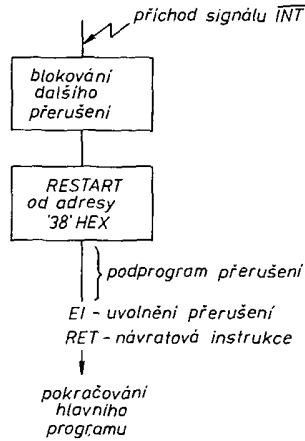 příchod signálu INT
blokování
dalšího
přerušení
RESTART
od adresy
'38' HEX
podprogram přerušení
EI - uvolnění přerušení
RET - návratová instrukce
pokračování
hlavního
programu